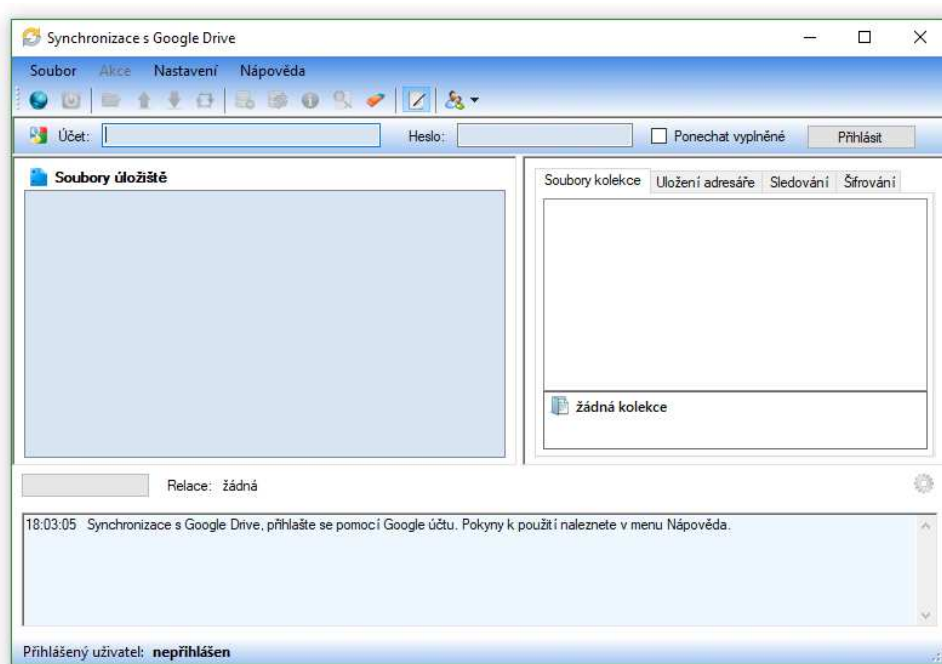 Synchronizace s Google Drive
Soubor Akce Nastavení Nápověda
Účet: Heslo: Ponechat vyplněné Přihlásit
Soubory úložiště
Soubory kolekce Uložení adresáře Sledování Šifrování
žádná kolekce
Relace: žádná
18:03:05 Synchronizace s Google Drive, přihlašte se pomocí Google účtu. Pokyny k použití naleznete v menu Nápověda.
Přihlášený uživatel: nepřihlášen